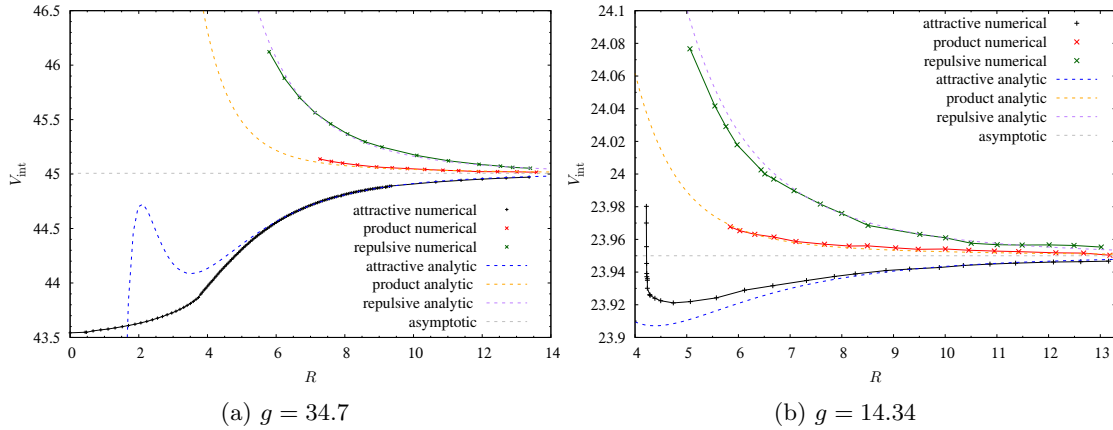 46.5
46
45.5
45
44.5
44
43.5
V_int
0 2 4 6 8 10 12 14
R
attractive numerical
product numerical
repulsive numerical
attractive analytic
product analytic
repulsive analytic
asymptotic
(a) g = 34.7
24.1
24.08
24.06
24.04
24.02
24
23.98
23.96
23.94
23.92
23.9
V_int
4 5 6 7 8 9 10 11 12 13
R
attractive numerical
product numerical
repulsive numerical
attractive analytic
product analytic
repulsive analytic
asymptotic
(b) g = 14.34